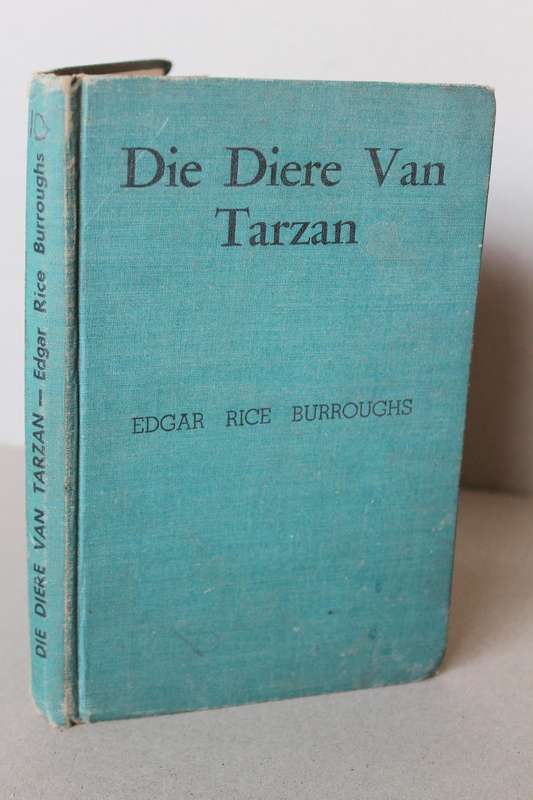 Die Diere Van
Tarzan
EDGAR RICE BURROUGHS
DIE DIERE VAN TARZAN — Edgar Rice Burroughs